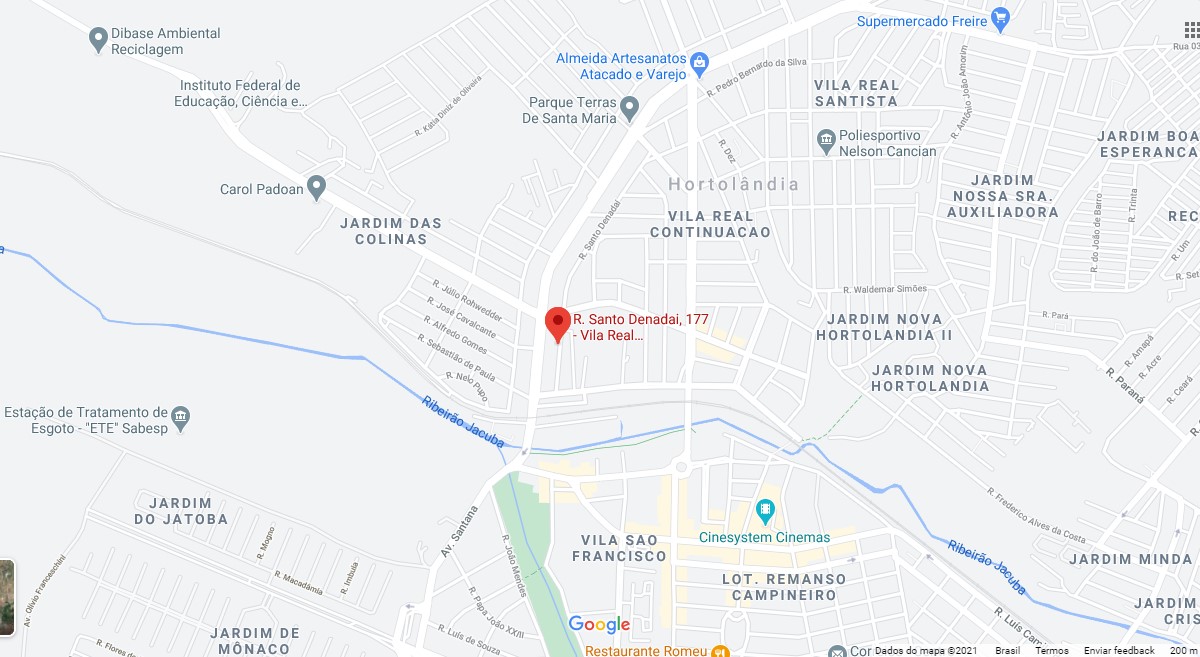 Supermercado Freire
Rua 03
Dibase Ambiental
Reciclagem
Almeida Artesanatos
Atacado e Varejo
R. Pedro Bernardo da Silva
R. Antônio João Amorim
Instituto Federal de
Educação, Ciência e...
R. Kátia Diniz de Oliveira
VILA REAL
SANTISTA
Parque Terras
De Santa Maria
Poliesportivo
Nelson Cancian
JARDIM BOA
ESPERANCA
R. Dez
Carol Padoan
Hortolândia
JARDIM
NOSSA SRA.
AUXILIADORA
R. do João de Barro
R. Trinta
REC
JARDIM DAS
COLINAS
R. Santo Denadai
VILA REAL
CONTINUACAO
R. Um
R. Set
R. Júlio Rohwedder
R. José Cavalcante
R. Alfredo Gomes
R. Sebastião de Paula
R. Nelo Pupo
R. Waldemar Simões
R. Santo Denadai, 177
- Vila Real...
JARDIM NOVA
HORTOLANDIA II
R. Pará
R. Amapá
R. Acre
R. Ceará
R. Paraná
JARDIM NOVA
HORTOLANDIA
Ribeirão Jacuba
Estação de Tratamento de
Esgoto - "ETE" Sabesp
JARDIM
DO JATOBA
Av. Santana
R. João Mendes
Cinesystem Cinemas
R. Frederico Alves da Costa
VILA SAO
FRANCISCO
Ribeirão Jacuba
JARDIM MINDA
R. Mogno
R. Macadâmia
R. Imbuia
Av. Olívio Franceschini
LOT. REMANSO
CAMPINEIRO
R. Papa João XXIII
R. Luís de Souza
R. Luís Cam
JARDIM
CRIS
JARDIM DE
MÔNACO
R. Flores do
Google
Restaurante Romeu
Cor
Dados do mapa ©2021 Brasil Termos Enviar feedback 200 m